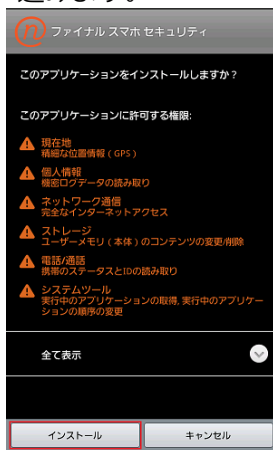 進めます。
ファイナル スマホ セキュリティ
このアプリケーションをインストールしますか？
このアプリケーションに許可する権限:
現在地
精細な位置情報 ( GPS )
個人情報
機密ログデータの読み取り
ネットワーク通信
完全なインターネットアクセス
ストレージ
ユーザーメモリ ( 本体 ) のコンテンツの変更/削除
電話/通話
携帯のステータスとIDの読み取り
システムツール
実行中のアプリケーションの取得, 実行中のアプリケー
ションの順序の変更
全て表示
インストール
キャンセル